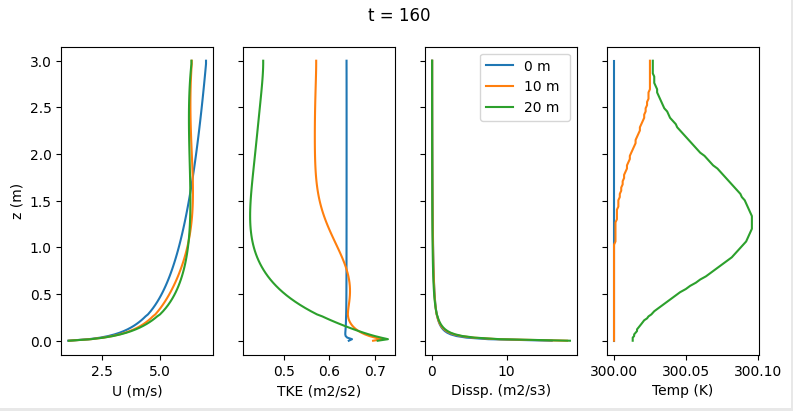 t = 160
3.0
2.5
2.0
1.5
1.0
0.5
0.0
z (m)
2.5 5.0
U (m/s)
0.5 0.6 0.7
TKE (m2/s2)
0 m
10 m
20 m
0 10
Dissp. (m2/s3)
300.00 300.05 300.10
Temp (K)